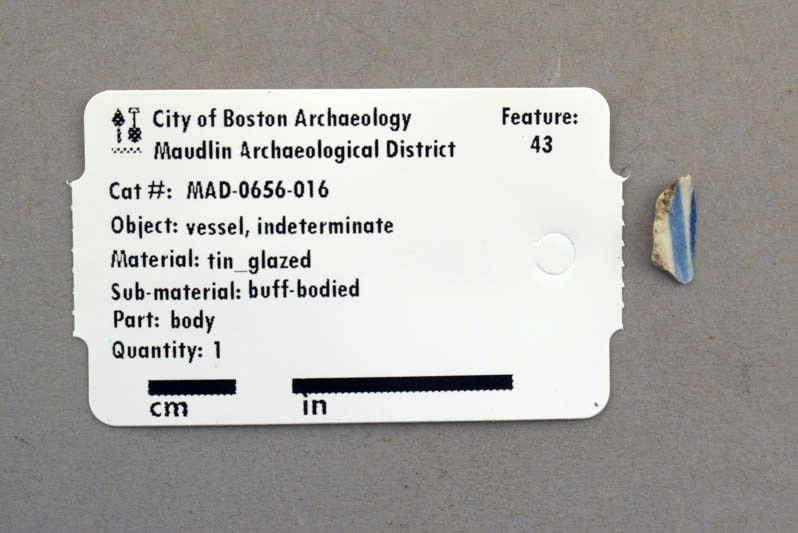 City of Boston Archaeology
Maudlin Archaeological District
Feature:
43
Cat #: MAD-0656-016
Object: vessel, indeterminate
Material: tin_glazed
Sub-material: buff-bodied
Part: body
Quantity: 1
cm
in